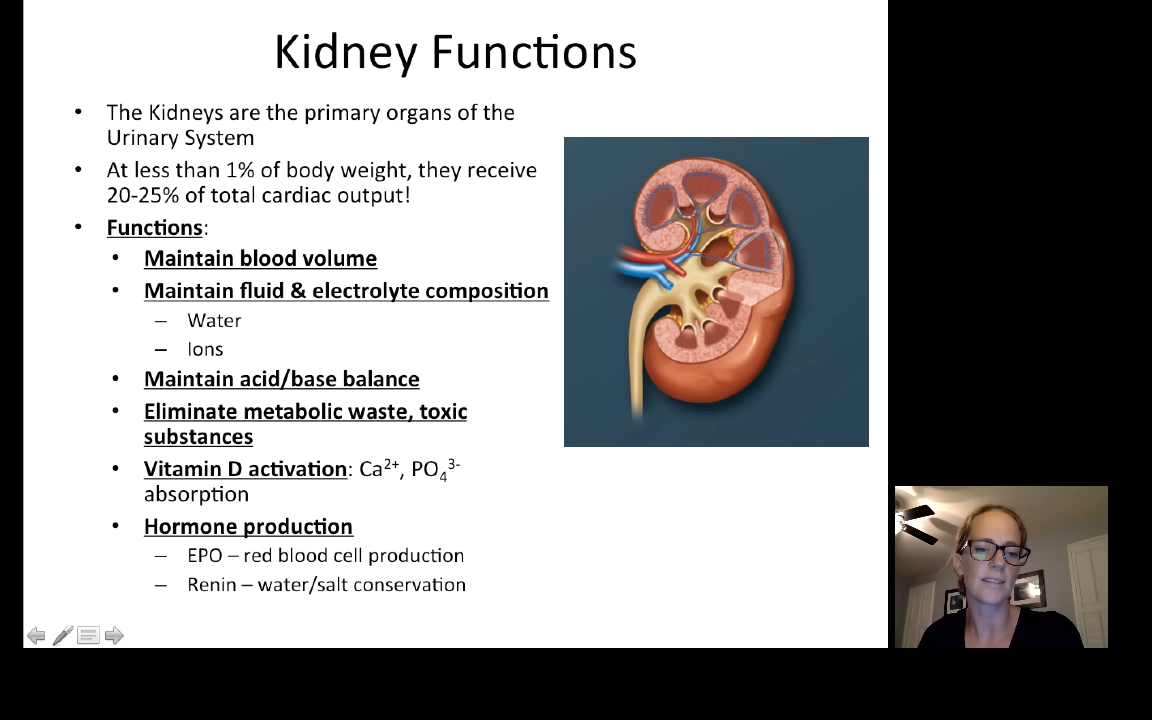 Kidney Functions
• The Kidneys are the primary organs of the
Urinary System
• At less than 1% of body weight, they receive
20-25% of total cardiac output!
• Functions:
• Maintain blood volume
• Maintain fluid & electrolyte composition
– Water
– Ions
• Maintain acid/base balance
• Eliminate metabolic waste, toxic
substances
• Vitamin D activation: Ca²⁺, PO₄³⁻
absorption
• Hormone production
– EPO – red blood cell production
– Renin – water/salt conservation